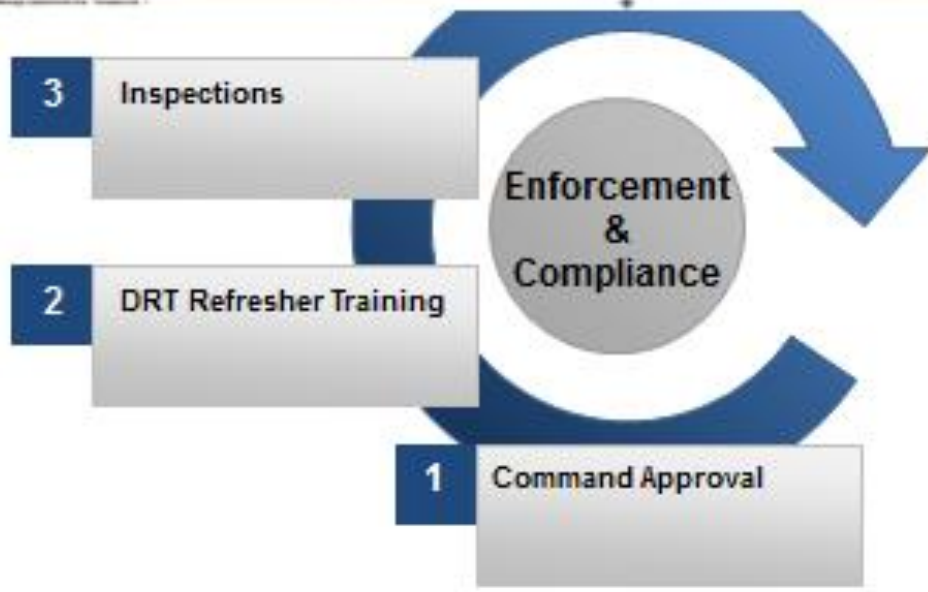 3
Inspections
Enforcement
&
Compliance
2
DRT Refresher Training
1
Command Approval